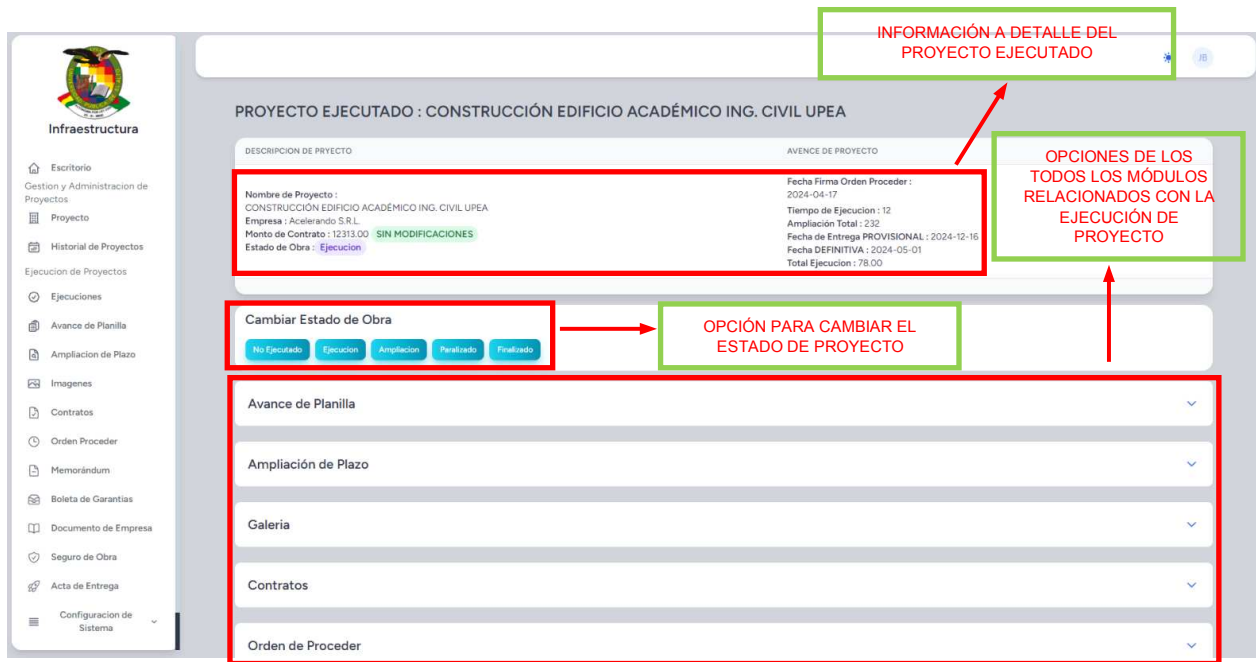 INFORMACIÓN A DETALLE DEL
PROYECTO EJECUTADO
JB
Infraestructura
Escritorio
Gestion y Administracion de
Proyectos
Proyecto
Historial de Proyectos
Ejecucion de Proyectos
Ejecuciones
Avance de Planilla
Ampliacion de Plazo
Imagenes
Contratos
Orden Proceder
Memorándum
Boleta de Garantias
Documento de Empresa
Seguro de Obra
Acta de Entrega
Configuracion de
Sistema
PROYECTO EJECUTADO : CONSTRUCCIÓN EDIFICIO ACADÉMICO ING. CIVIL UPEA
DESCRIPCION DE PRYECTO
AVENCE DE PROYECTO
Nombre de Proyecto :
CONSTRUCCIÓN EDIFICIO ACADÉMICO ING. CIVIL UPEA
Empresa : Acelerando S.R.L.
Monto de Contrato : 12313.00 SIN MODIFICACIONES
Estado de Obra : Ejecucion
Fecha Firma Orden Proceder :
2024-04-17
Tiempo de Ejecucion : 12
Ampliación Total : 232
Fecha de Entrega PROVISIONAL : 2024-12-16
Fecha DEFINITIVA : 2024-05-01
Total Ejecucion : 78.00
OPCIONES DE LOS
TODOS LOS MÓDULOS
RELACIONADOS CON LA
EJECUCIÓN DE
PROYECTO
Cambiar Estado de Obra
No Ejecutado Ejecucion Ampliacion Paralizado Finalizado
OPCIÓN PARA CAMBIAR EL
ESTADO DE PROYECTO
Avance de Planilla
Ampliación de Plazo
Galeria
Contratos
Orden de Proceder